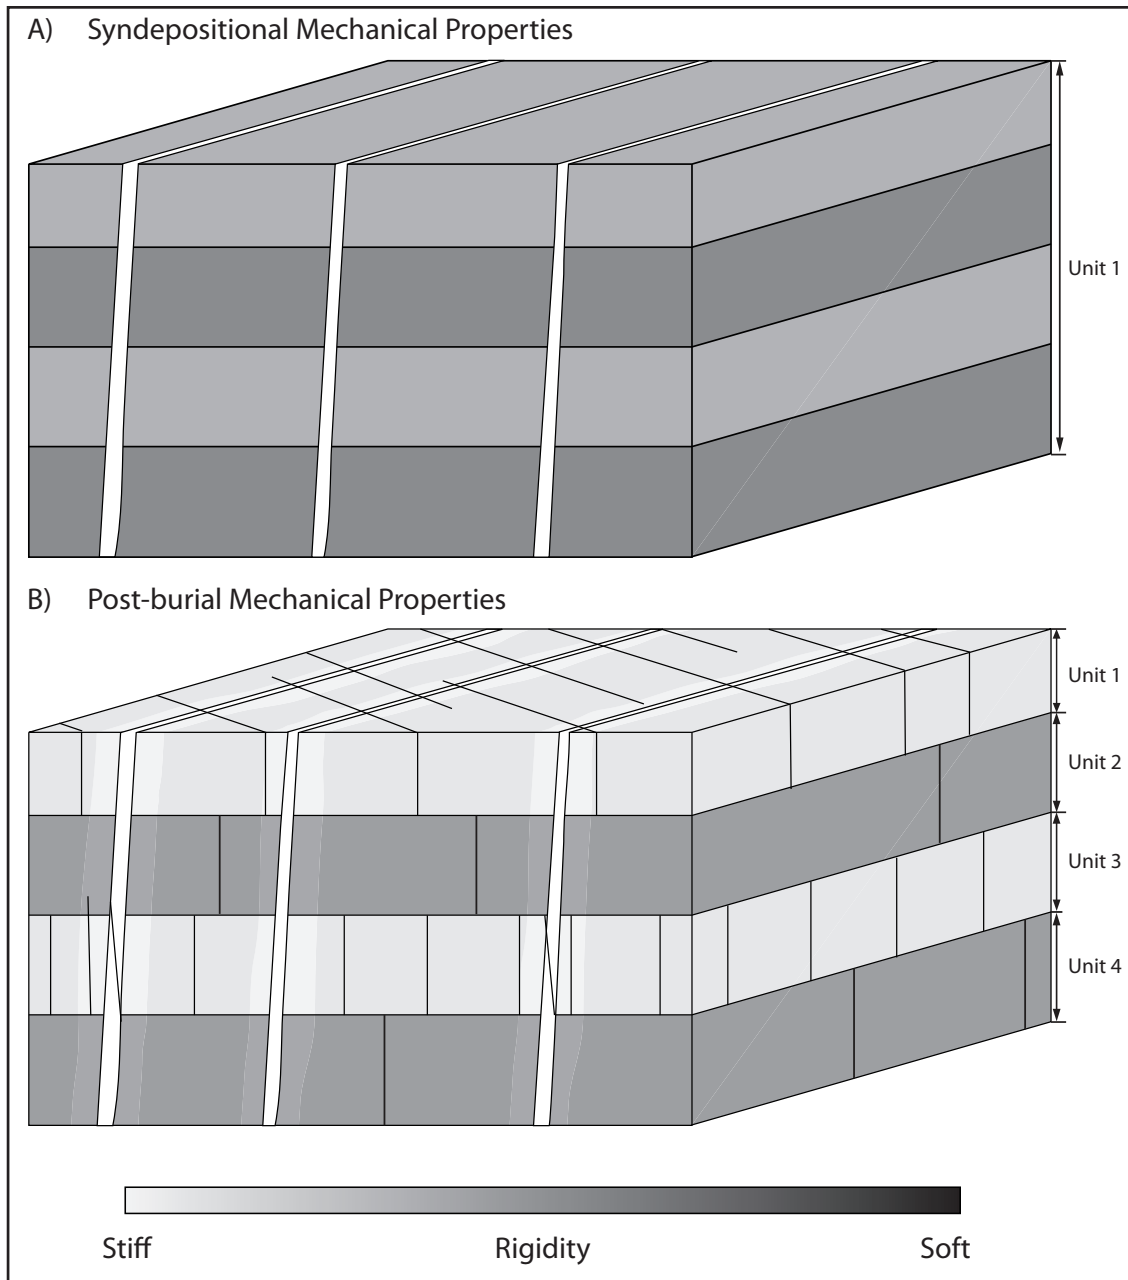 A) Syndepositional Mechanical Properties
Unit 1
B) Post-burial Mechanical Properties
Unit 1
Unit 2
Unit 3
Unit 4
Stiff Rigidity Soft